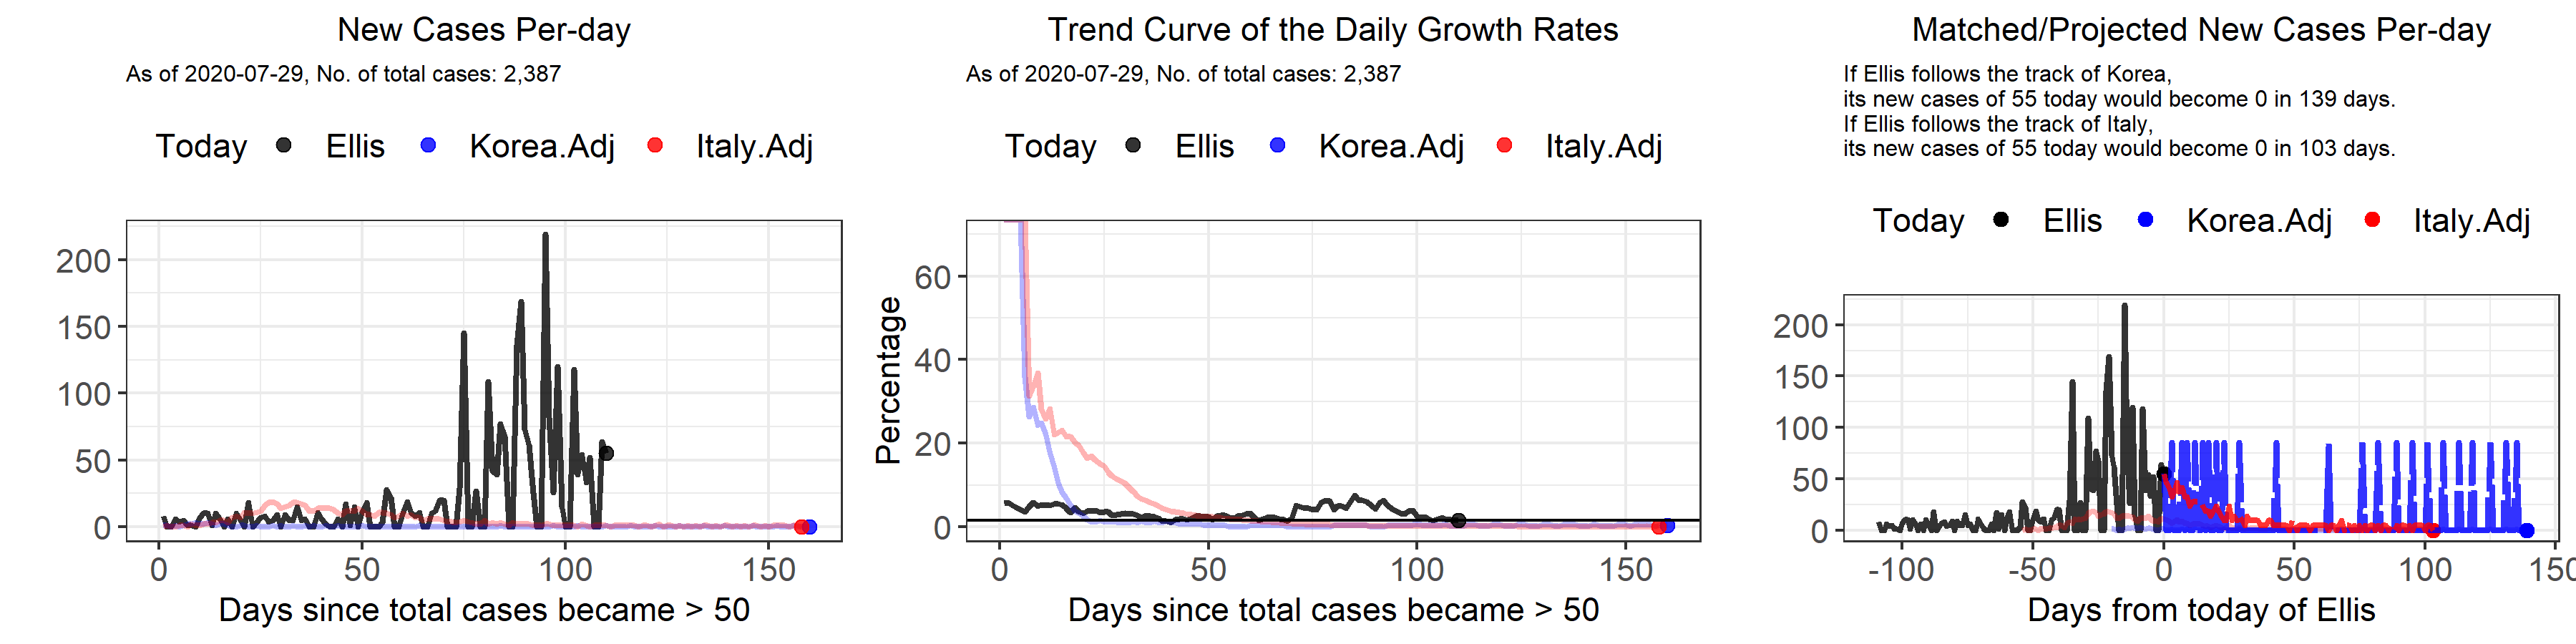 New Cases Per-day
As of 2020-07-29, No. of total cases: 2,387
Today Ellis Korea.Adj Italy.Adj
200
150
100
50
0
0 50 100 150
Days since total cases became > 50
Trend Curve of the Daily Growth Rates
As of 2020-07-29, No. of total cases: 2,387
Today Ellis Korea.Adj Italy.Adj
Percentage
60
40
20
0
0 50 100 150
Days since total cases became > 50
Matched/Projected New Cases Per-day
If Ellis follows the track of Korea,
its new cases of 55 today would become 0 in 139 days.
If Ellis follows the track of Italy,
its new cases of 55 today would become 0 in 103 days.
Today Ellis Korea.Adj Italy.Adj
200
150
100
50
0
-100 -50 0 50 100 150
Days from today of Ellis